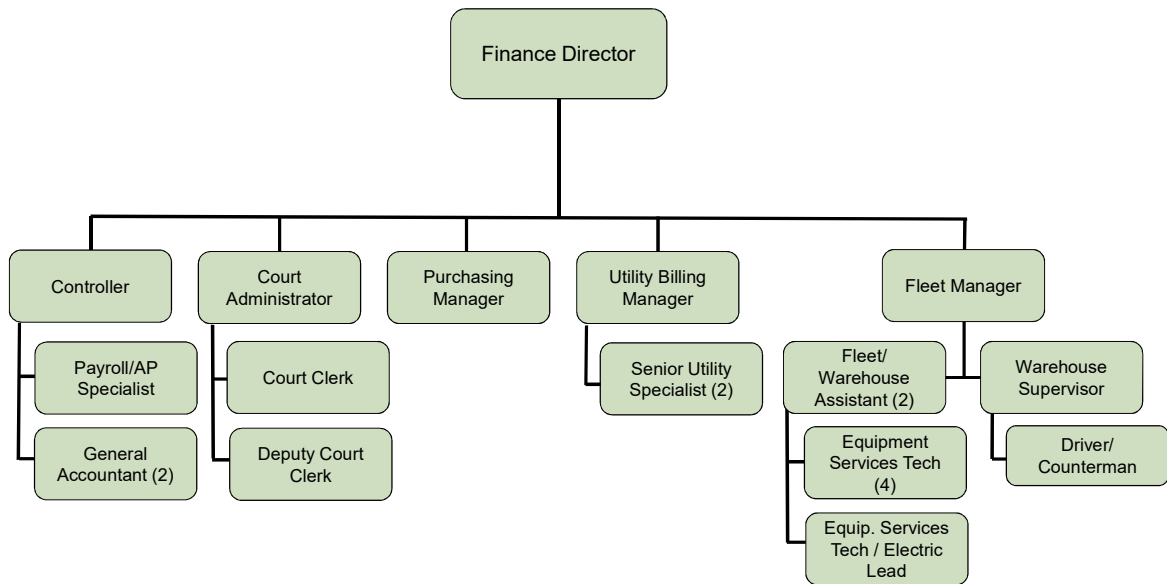 Finance Director
Controller
Court
Administrator
Purchasing
Manager
Utility Billing
Manager
Fleet Manager
Payroll/AP
Specialist
General
Accountant (2)
Court Clerk
Deputy Court
Clerk
Senior Utility
Specialist (2)
Fleet/
Warehouse
Assistant (2)
Equipment
Services Tech
(4)
Equip. Services
Tech / Electric
Lead
Warehouse
Supervisor
Driver/
Counterman